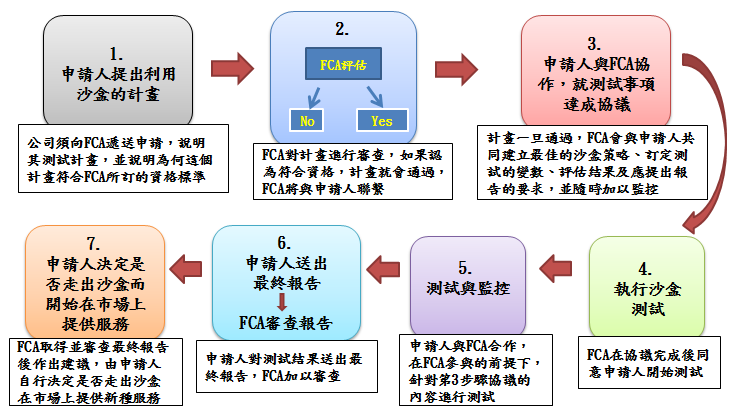 1.
申請人提出利用
沙盒的計畫
公司須向FCA遞送申請，說明
其測試計畫，並說明為何這個
計畫符合FCA所訂的資格標準
2.
FCA評估
No
Yes
FCA對計畫進行審查，如果認
為符合資格，計畫就會通過，
FCA將與申請人聯繫
3.
申請人與FCA協
作，就測試事項
達成協議
計畫一旦通過，FCA會與申請人共
同建立最佳的沙盒策略、訂定測
試的變數、評估結果及應提出報
告的要求，並隨時加以監控
4.
執行沙盒
測試
FCA在協議完成後同
意申請人開始測試
5.
測試與監控
申請人與FCA合作，
在FCA參與的前提下，
針對第3步驟協議的
內容進行測試
6.
申請人送出
最終報告
FCA審查報告
申請人對測試結果送出最
終報告，FCA加以審查
7.
申請人決定是
否走出沙盒而
開始在市場上
提供服務
FCA取得並審查最終報告
後作出建議，由申請人
自行決定是否走出沙盒
在市場上提供新種服務